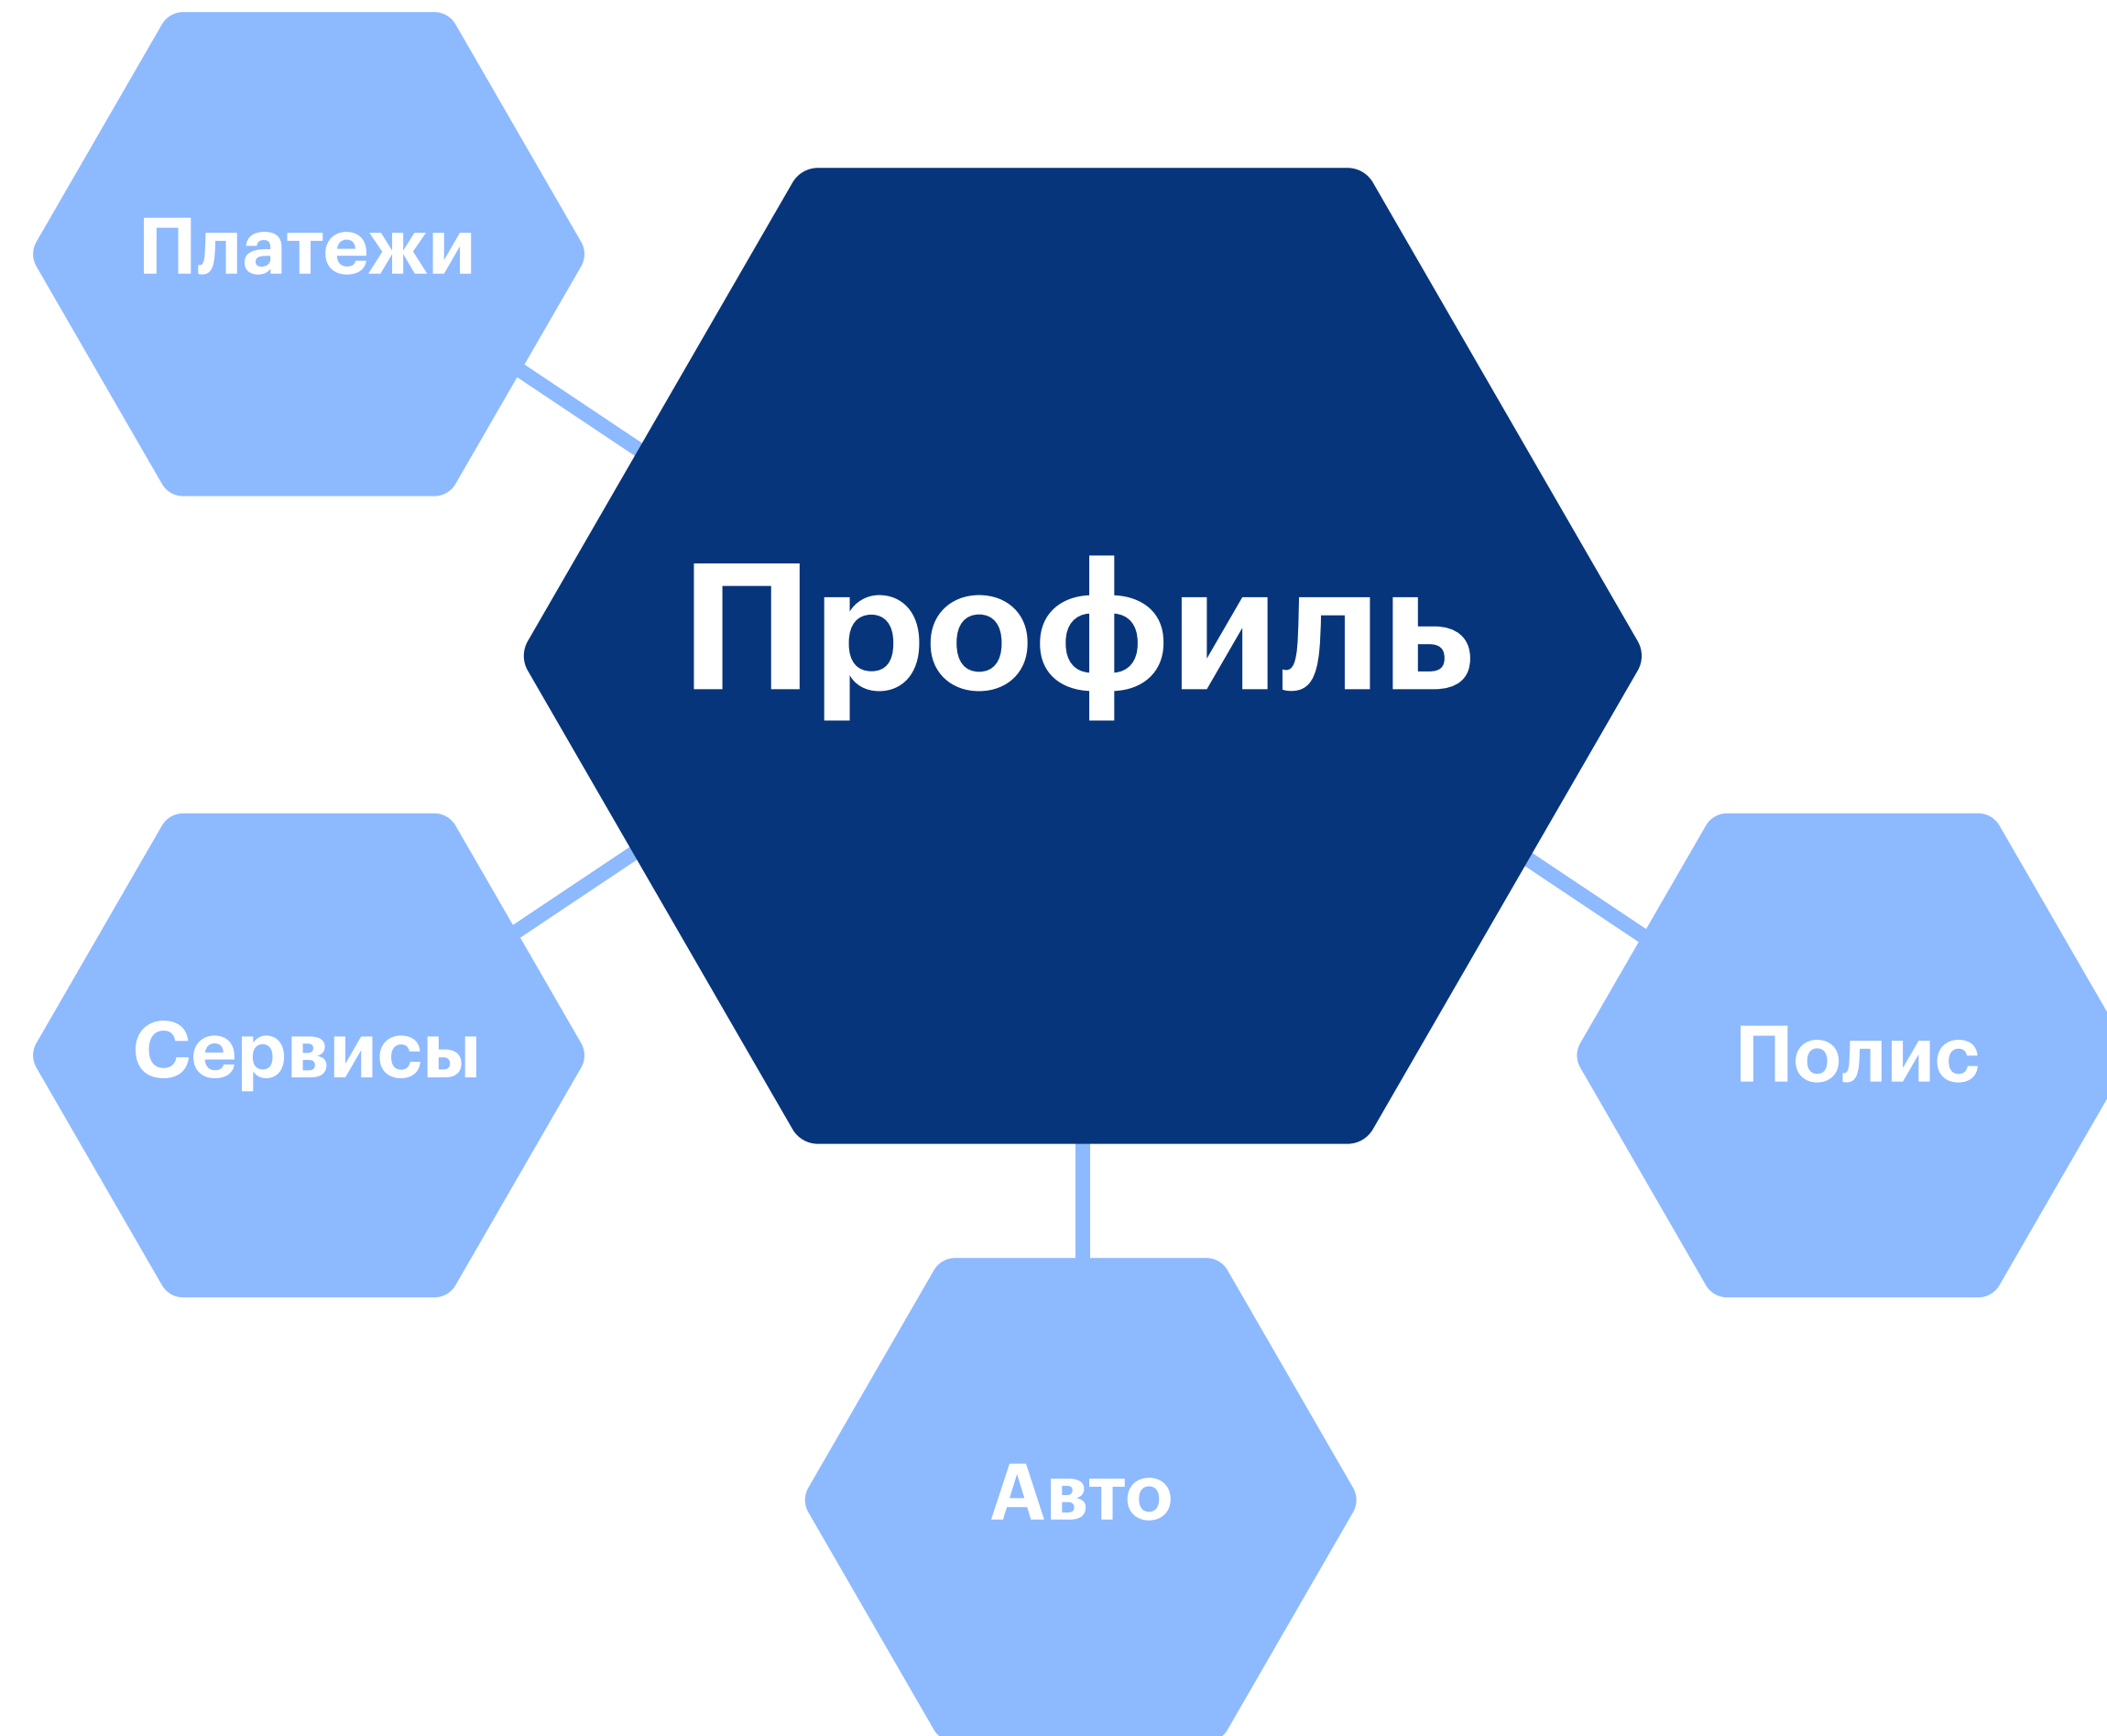 Платежи
Профиль
Сервисы
Полис
Авто